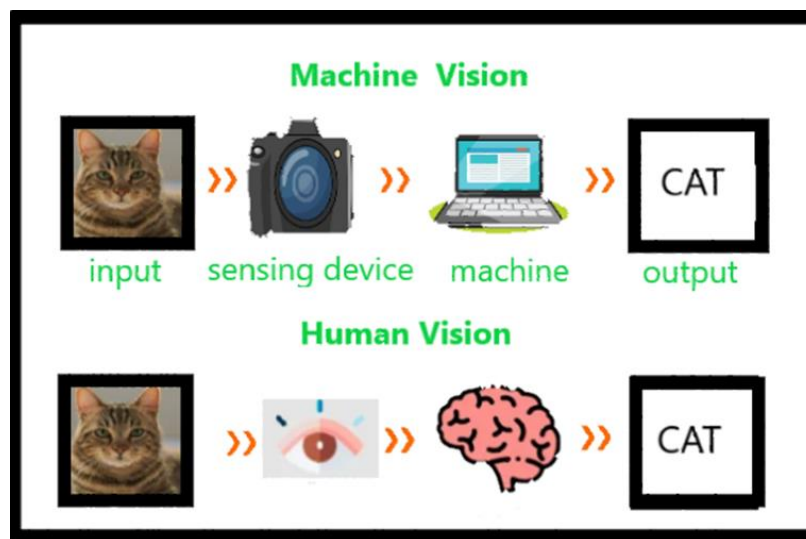 Machine Vision
CAT
input sensing device machine output
Human Vision
CAT